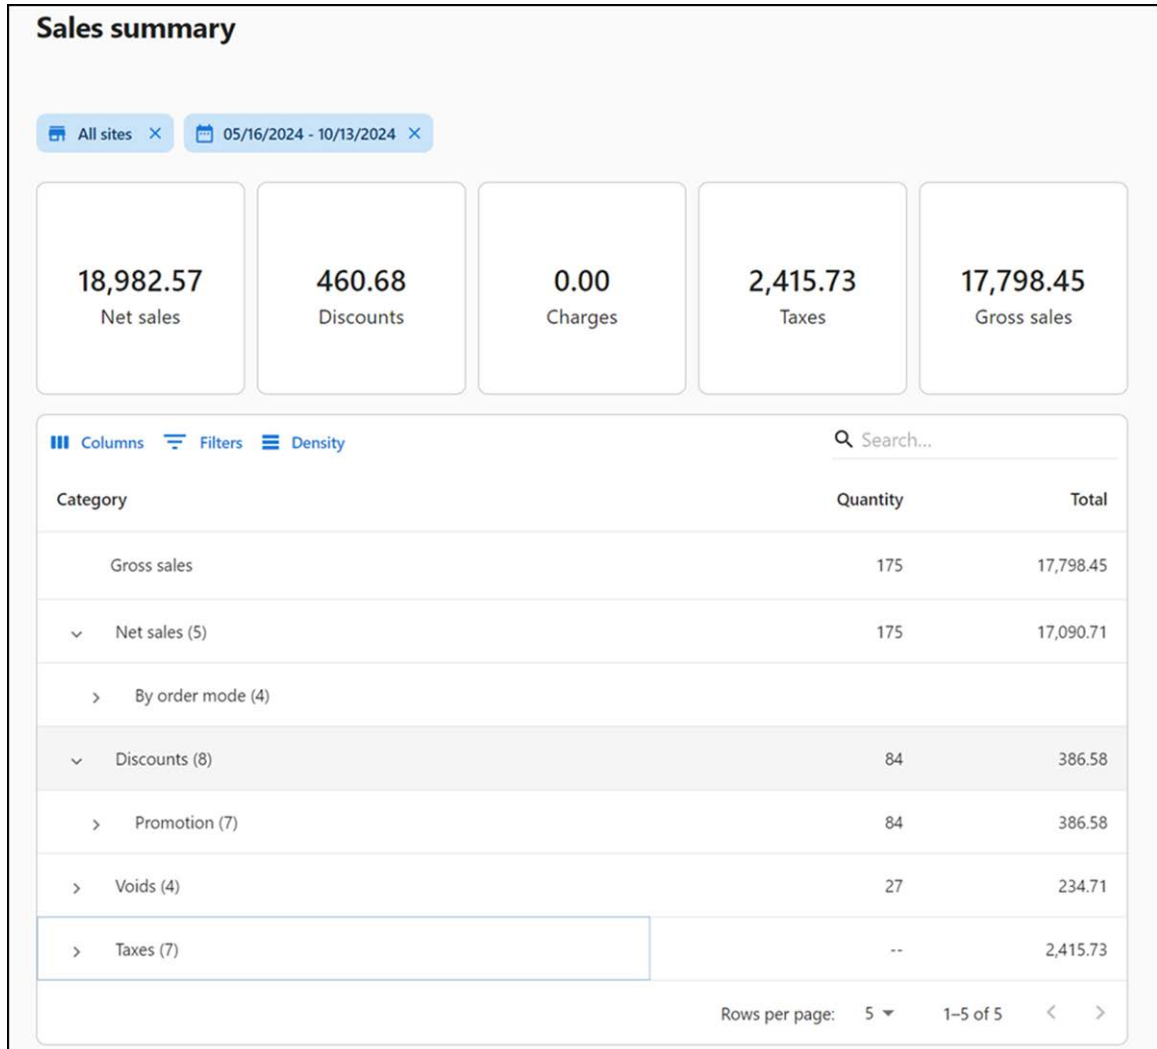 Sales summary
All sites 05/16/2024 - 10/13/2024
18,982.57 460.68 0.00 2,415.73 17,798.45
Net sales Discounts Charges Taxes Gross sales
Columns Filters Density Search...
Category Quantity Total
Gross sales 175 17,798.45
Net sales (5) 175 17,090.71
By order mode (4)
Discounts (8) 84 386.58
Promotion (7) 84 386.58
Voids (4) 27 234.71
Taxes (7) -- 2,415.73
Rows per page: 5 1–5 of 5